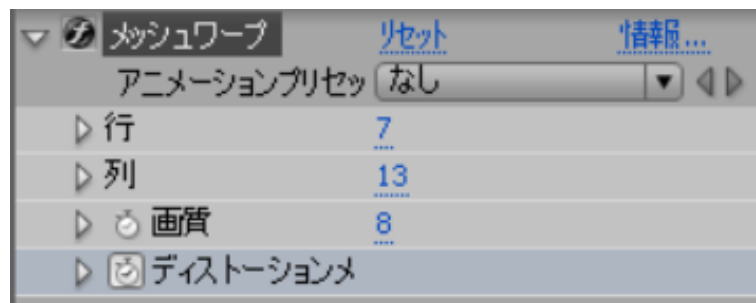 メッシュワープ リセット 情報...
アニメーションプリセッ なし
行 7
列 13
画質 8
ディストーションメ